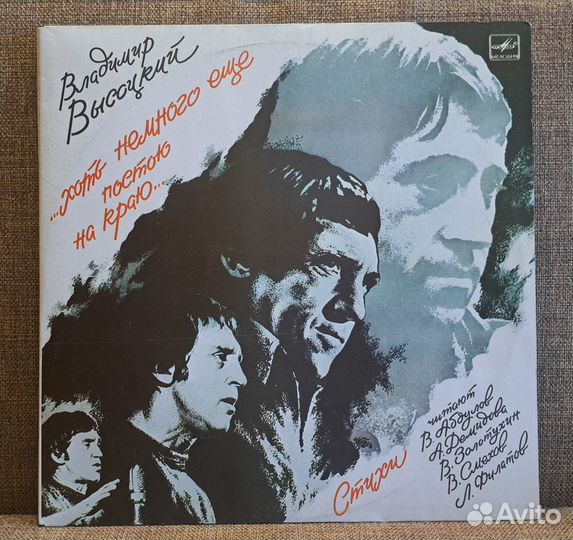 Владимир
Высоцкий
...хоть немного еще
постою
на краю...
МЕЛОДИЯ
Стихи
читают
В. Абдулов
А. Демидова
В. Золотухин
В. Смехов
Л. Филатов
Avito